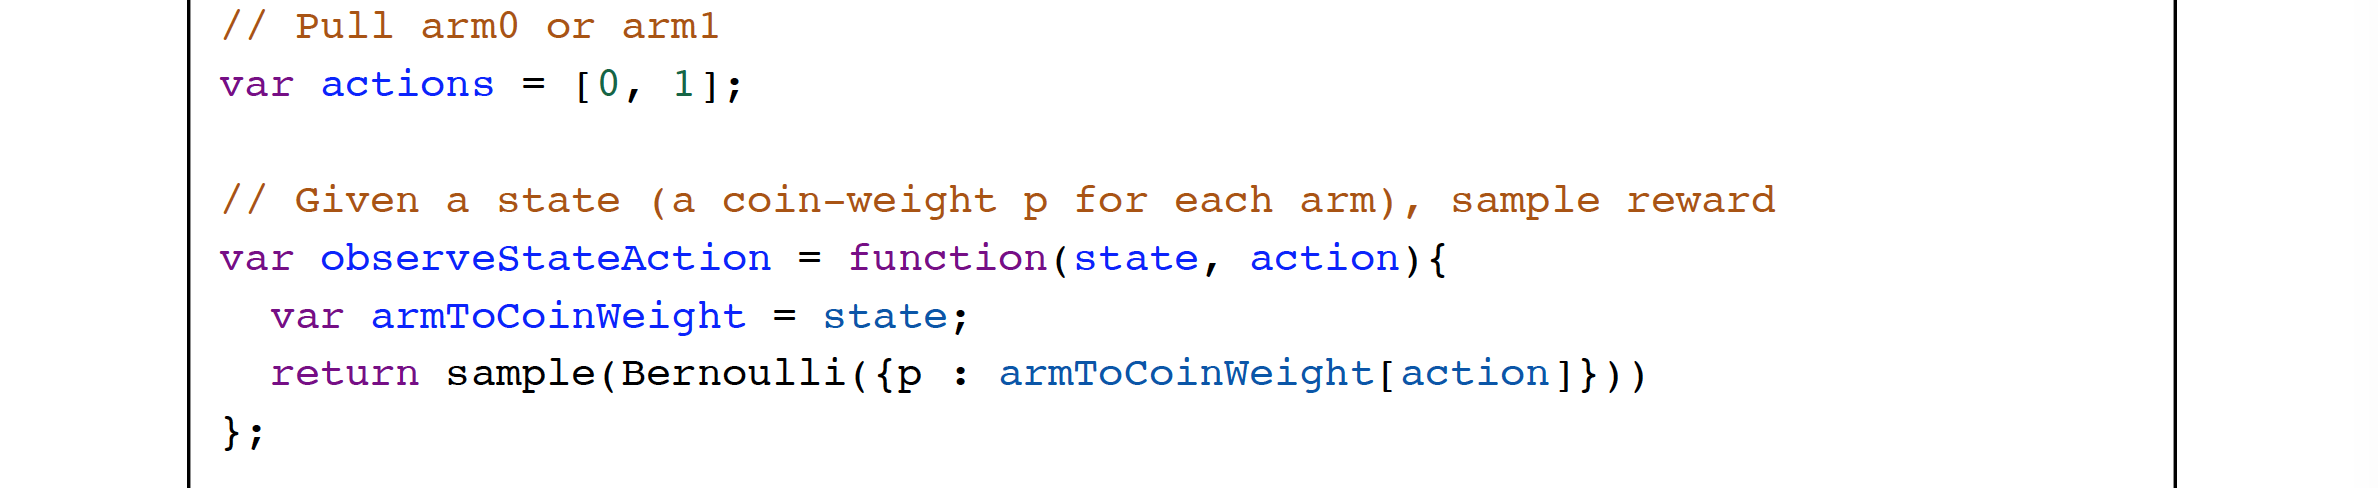 // Pull arm0 or arm1
var actions = [0, 1];
// Given a state (a coin-weight p for each arm), sample reward
var observeStateAction = function(state, action){
  var armToCoinWeight = state;
  return sample(Bernoulli({p : armToCoinWeight[action]}))
};